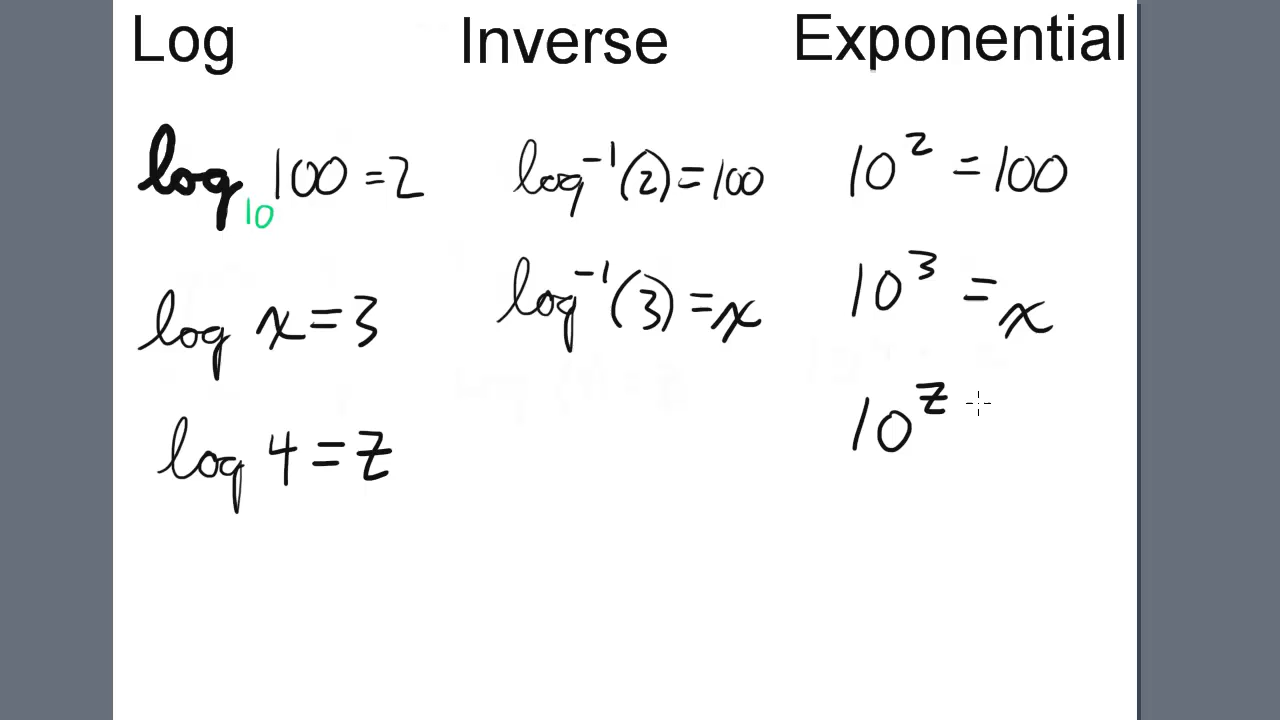 Log Inverse Exponential
log₁₀ 100 = 2 log⁻¹(2) = 100 10² = 100
log x = 3 log⁻¹(3) = x 10³ = x
log 4 = z 10ᶻ